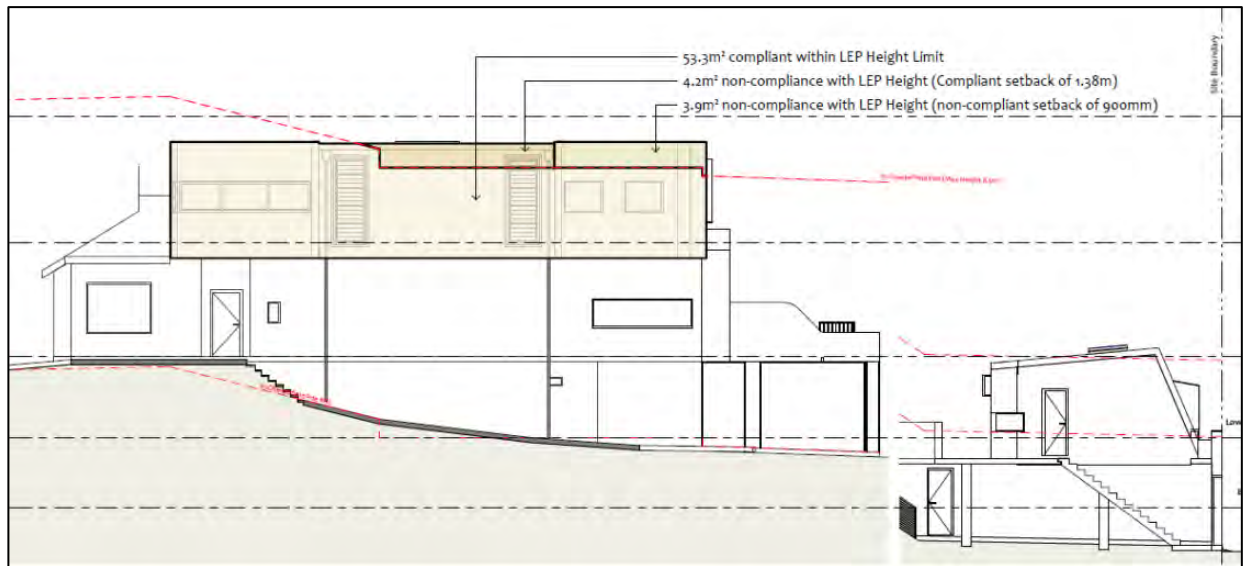 53.3m² compliant within LEP Height Limit
4.2m² non-compliance with LEP Height (Compliant setback of 1.38m)
3.9m² non-compliance with LEP Height (non-compliant setback of 900mm)
Site Boundary